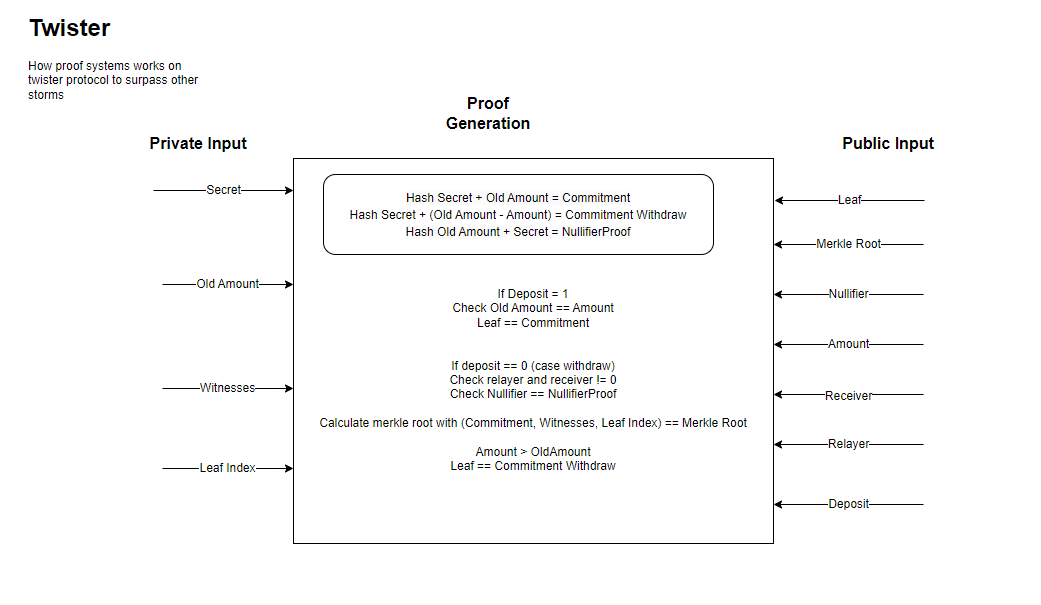 Twister
How proof systems works on
twister protocol to surpass other
storms
Proof
Generation
Private Input
Public Input
Secret
Old Amount
Witnesses
Leaf Index
Hash Secret + Old Amount = Commitment
Hash Secret + (Old Amount - Amount) = Commitment Withdraw
Hash Old Amount + Secret = NullifierProof
If Deposit = 1
Check Old Amount == Amount
Leaf == Commitment
If deposit == 0 (case withdraw)
Check relayer and receiver != 0
Check Nullifier == NullifierProof
Calculate merkle root with (Commitment, Witnesses, Leaf Index) == Merkle Root
Amount > OldAmount
Leaf == Commitment Withdraw
Leaf
Merkle Root
Nullifier
Amount
Receiver
Relayer
Deposit